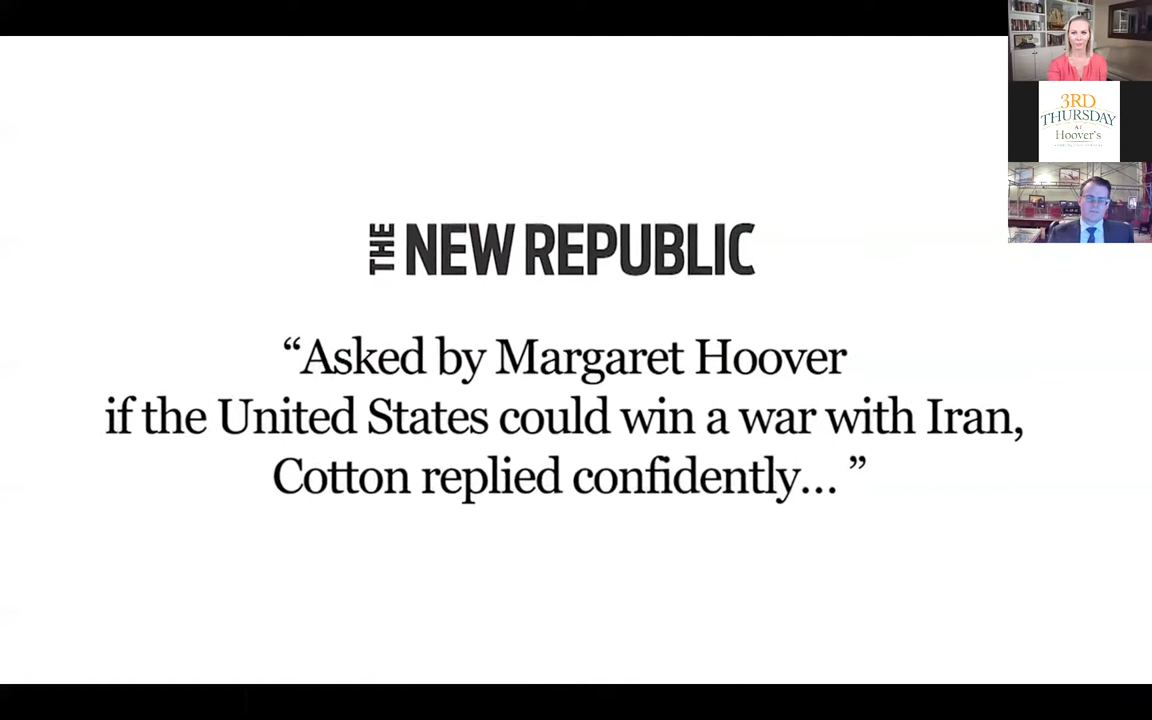 THE NEW REPUBLIC
“Asked by Margaret Hoover
if the United States could win a war with Iran,
Cotton replied confidently… ”
3RD
THURSDAY
AT
Hoover's